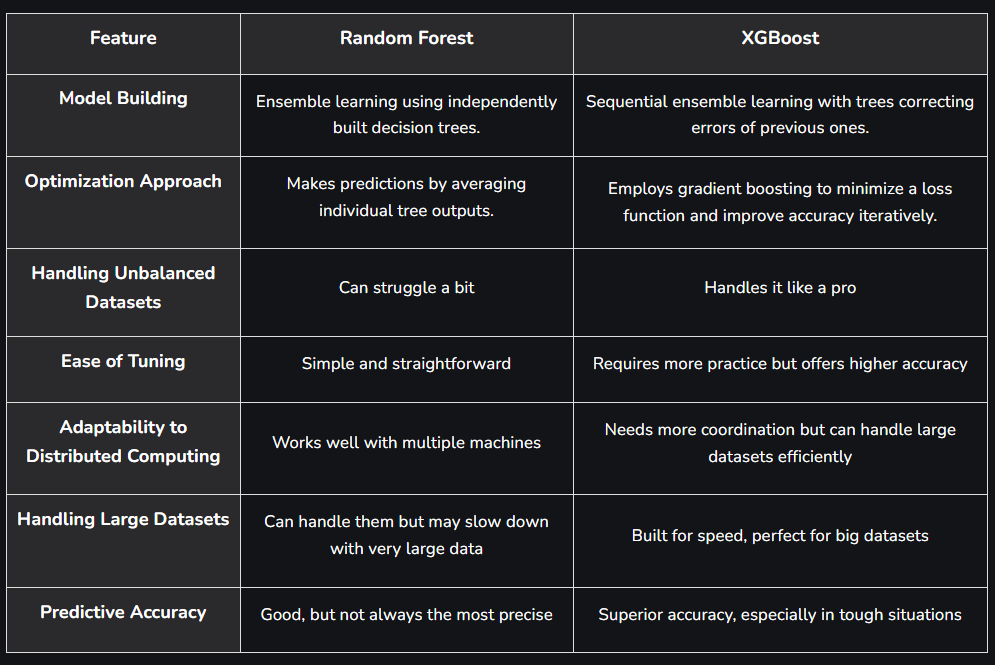 Feature
Random Forest
XGBoost
Model Building
Ensemble learning using independently
built decision trees.
Sequential ensemble learning with trees correcting
errors of previous ones.
Optimization Approach
Makes predictions by averaging
individual tree outputs.
Employs gradient boosting to minimize a loss
function and improve accuracy iteratively.
Handling Unbalanced
Datasets
Can struggle a bit
Handles it like a pro
Ease of Tuning
Simple and straightforward
Requires more practice but offers higher accuracy
Adaptability to
Distributed Computing
Works well with multiple machines
Needs more coordination but can handle large
datasets efficiently
Handling Large Datasets
Can handle them but may slow down
with very large data
Built for speed, perfect for big datasets
Predictive Accuracy
Good, but not always the most precise
Superior accuracy, especially in tough situations